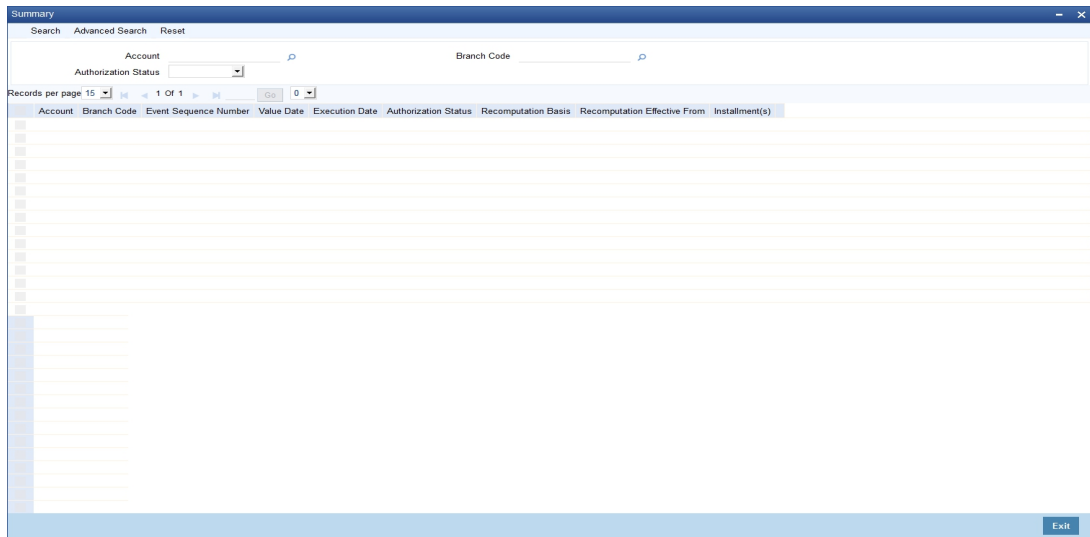 Summary
Search Advanced Search Reset
Account Branch Code
Authorization Status
Records per page 15 1 Of 1 Go 0
Account Branch Code Event Sequence Number Value Date Execution Date Authorization Status Recomputation Basis Recomputation Effective From Installment(s)
Exit